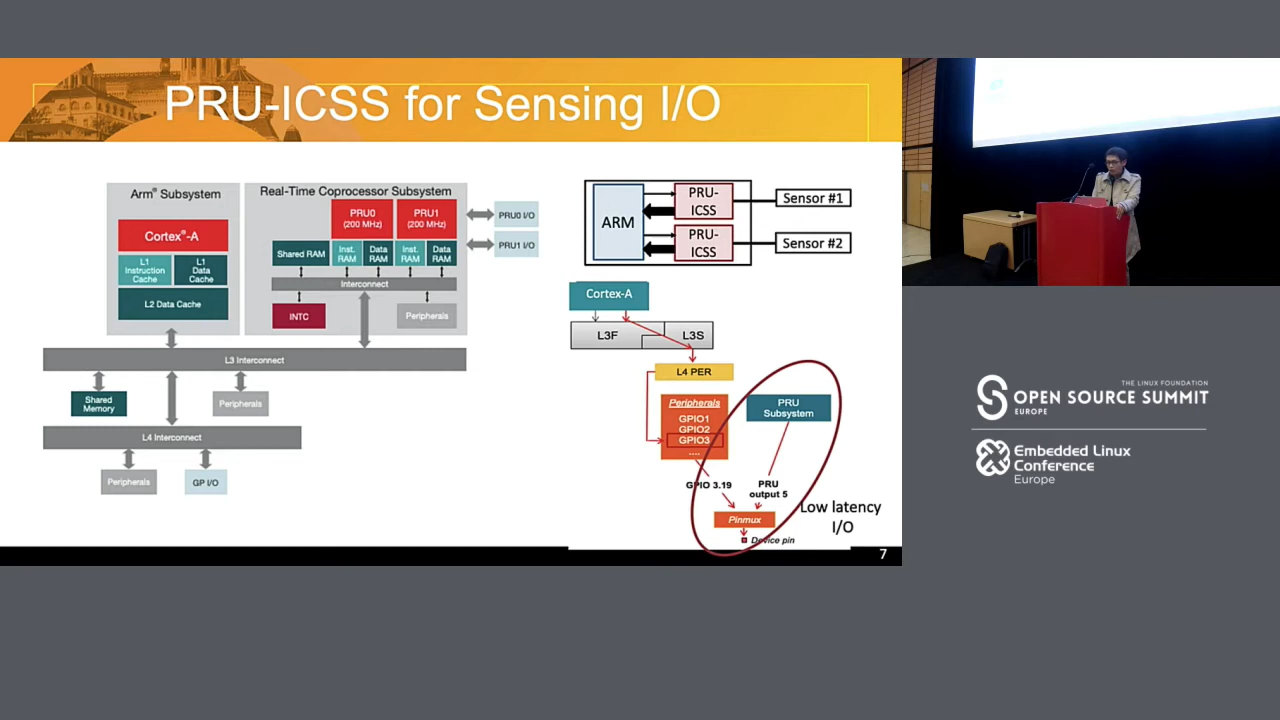 PRU-ICSS for Sensing I/O
Arm® Subsystem
Cortex®-A
L1
Instruction
Cache
L1
Data
Cache
L2 Data Cache
Real-Time Coprocessor Subsystem
PRU0
(200 MHz)
PRU1
(200 MHz)
Shared RAM
Inst.
RAM
Data
RAM
Inst.
RAM
Data
RAM
Interconnect
INTC
Peripherals
PRU0 I/O
PRU1 I/O
L3 Interconnect
Shared
Memory
Peripherals
L4 Interconnect
Peripherals
GP I/O
ARM
PRU-
ICSS
PRU-
ICSS
Sensor #1
Sensor #2
Cortex-A
L3F
L3S
L4 PER
Peripherals
GPIO1
GPIO2
GPIO3
....
PRU
Subsystem
GPIO 3.19
PRU
output 5
Pinmux
Device pin
Low latency
I/O
7
THE LINUX FOUNDATION
OPEN SOURCE SUMMIT
EUROPE
Embedded Linux
Conference
Europe